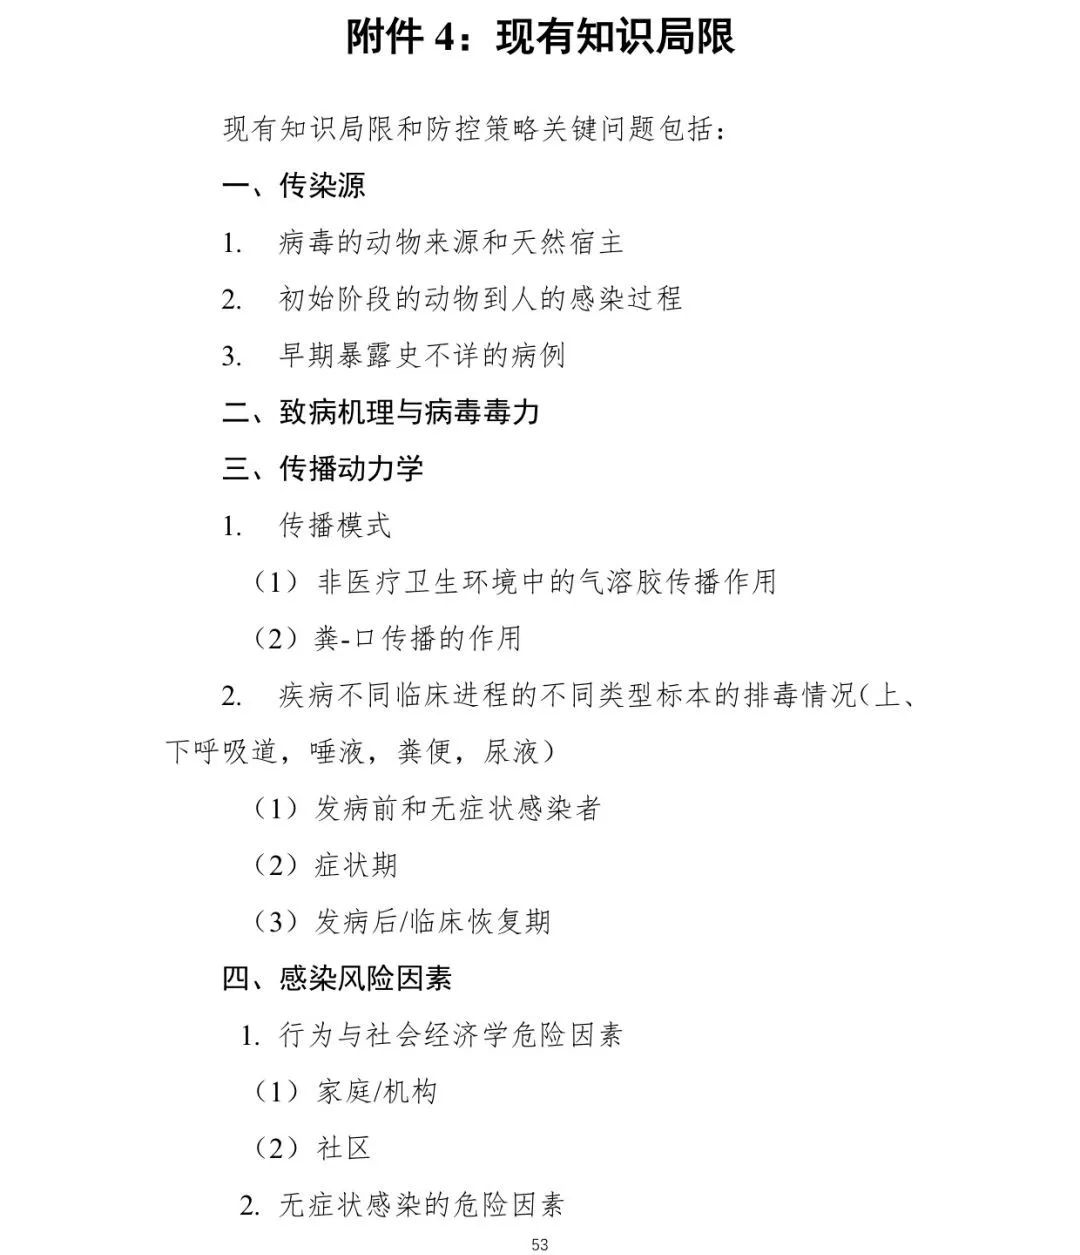 附件 4：现有知识局限
现有知识局限和防控策略关键问题包括：
一、传染源
1. 病毒的动物来源和天然宿主
2. 初始阶段的动物到人的感染过程
3. 早期暴露史不详的病例
二、致病机理与病毒毒力
三、传播动力学
1. 传播模式
（1）非医疗卫生环境中的气溶胶传播作用
（2）粪-口传播的作用
2. 疾病不同临床进程的不同类型标本的排毒情况（上、
下呼吸道，唾液，粪便，尿液）
（1）发病前和无症状感染者
（2）症状期
（3）发病后/临床恢复期
四、感染风险因素
1. 行为与社会经济学危险因素
（1）家庭/机构
（2）社区
2. 无症状感染的危险因素
53